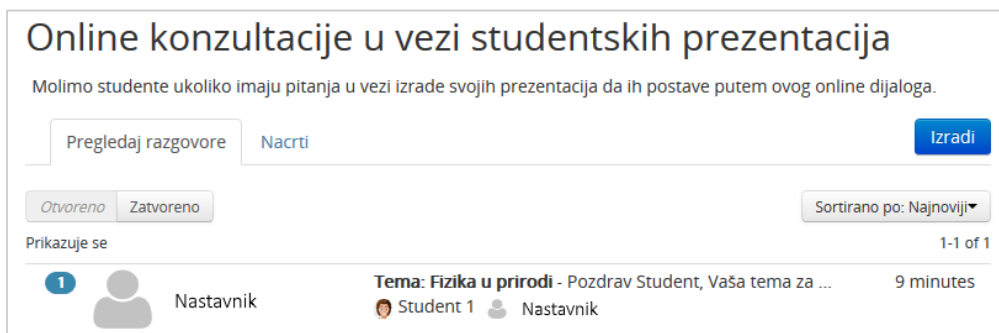 Online konzultacije u vezi studentskih prezentacija
Molimo studente ukoliko imaju pitanja u vezi izrade svojih prezentacija da ih postave putem ovog online dijaloga.
Pregledaj razgovore Nacrti Izradi
Otvoreno Zatvoreno Sortirano po: Najnoviji
Prikazuje se 1-1 of 1
1 Nastavnik Tema: Fizika u prirodi - Pozdrav Student, Vaša tema za ... 9 minutes
Student 1 Nastavnik